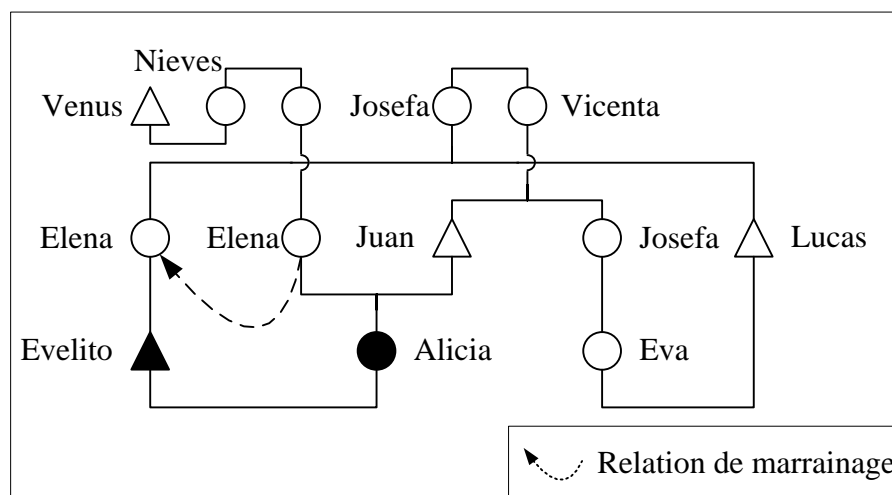 Nieves
Venus
Josefa
Vicenta
Elena
Elena
Juan
Josefa
Lucas
Evelito
Alicia
Eva
Relation de marrainage